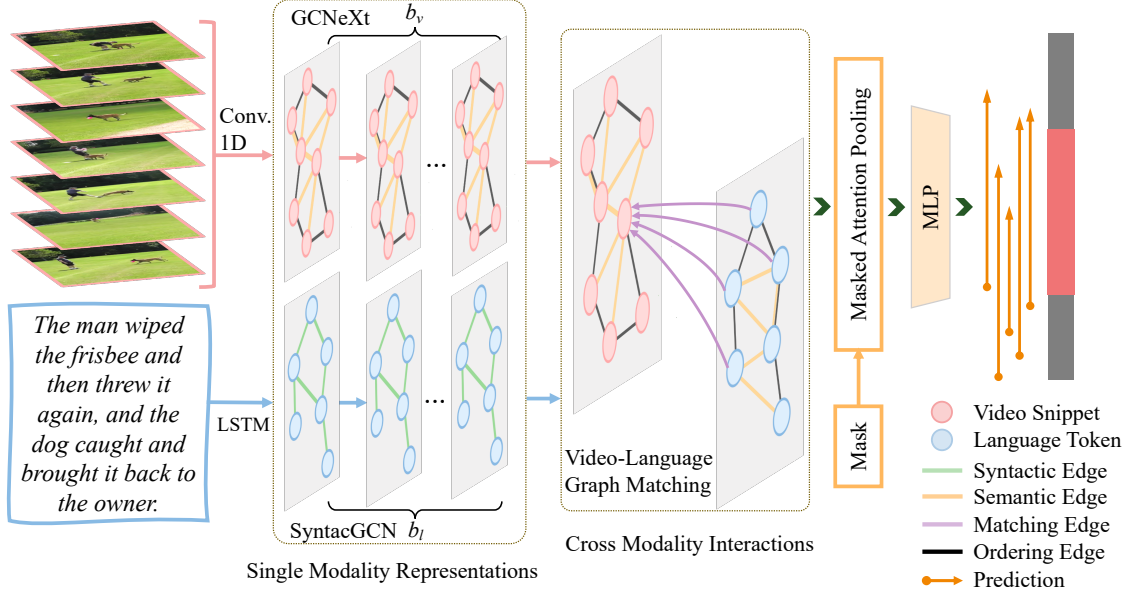 GCNeXt
b_v
Conv.
1D
The man wiped
the frisbee and
then threw it
again, and the
dog caught and
brought it back to
the owner.
LSTM
...
...
SyntacGCN b_l
Single Modality Representations
Video-Language
Graph Matching
Cross Modality Interactions
Masked Attention Pooling
Mask
MLP
Video Snippet
Language Token
Syntactic Edge
Semantic Edge
Matching Edge
Ordering Edge
Prediction